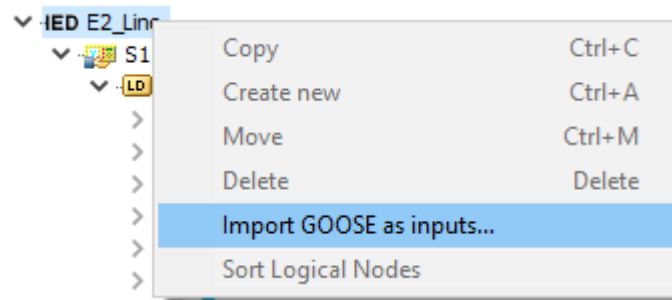 IED E2_Line
S1
Copy Ctrl+C
LD
Create new Ctrl+A
Move Ctrl+M
Delete Delete
Import GOOSE as inputs...
Sort Logical Nodes